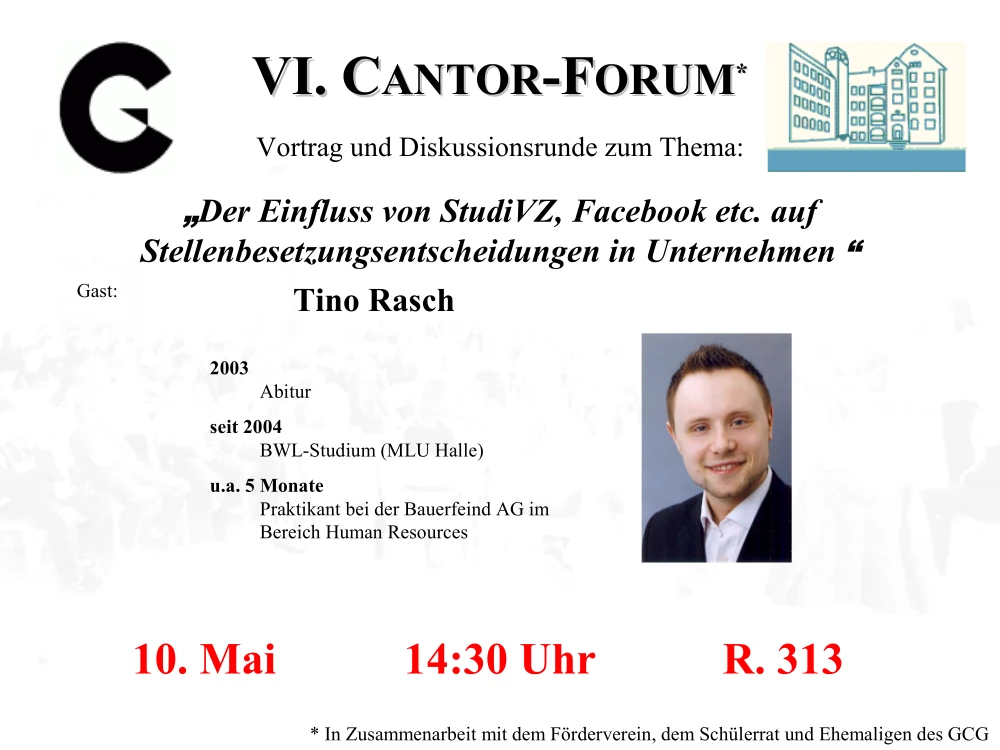 VI. CANTOR-FORUM*
Vortrag und Diskussionsrunde zum Thema:
„Der Einfluss von StudiVZ, Facebook etc. auf
Stellenbesetzungsentscheidungen in Unternehmen “
Gast:
Tino Rasch
2003
Abitur
seit 2004
BWL-Studium (MLU Halle)
u.a. 5 Monate
Praktikant bei der Bauerfeind AG im
Bereich Human Resources
10. Mai 14:30 Uhr R. 313
* In Zusammenarbeit mit dem Förderverein, dem Schülerrat und Ehemaligen des GCG